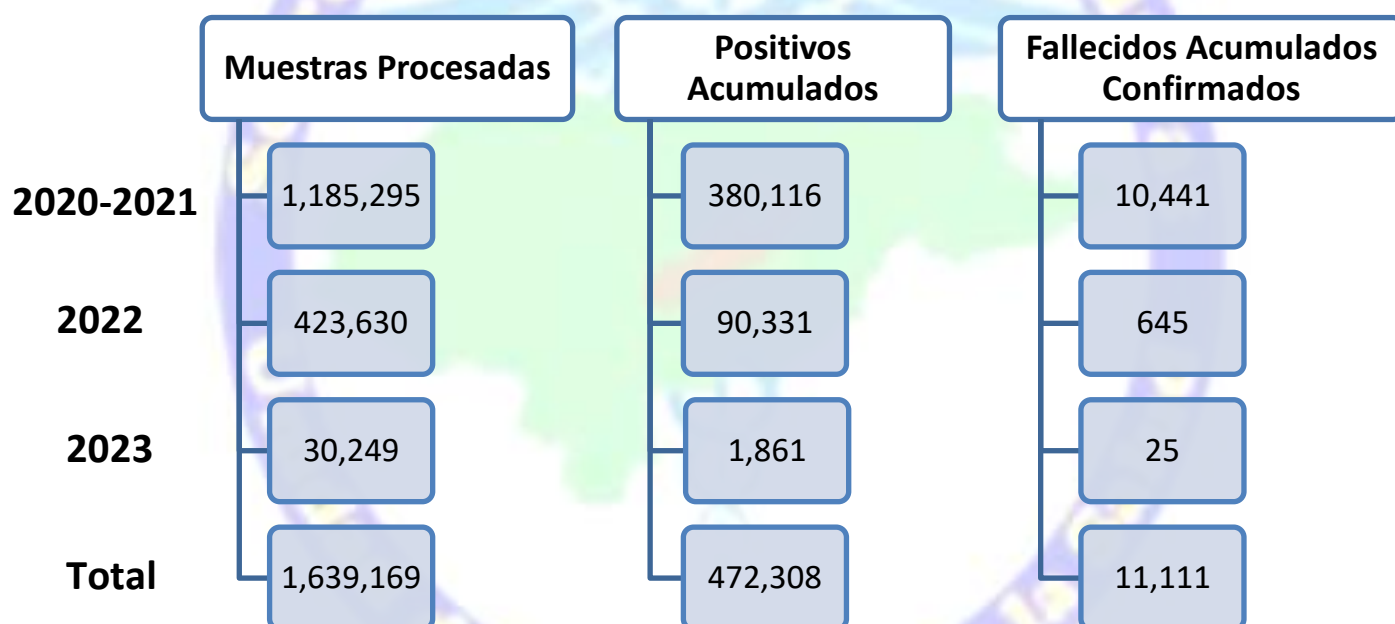 Muestras Procesadas
Positivos
Acumulados
Fallecidos Acumulados
Confirmados
2020-2021
1,185,295
380,116
10,441
2022
423,630
90,331
645
2023
30,249
1,861
25
Total
1,639,169
472,308
11,111